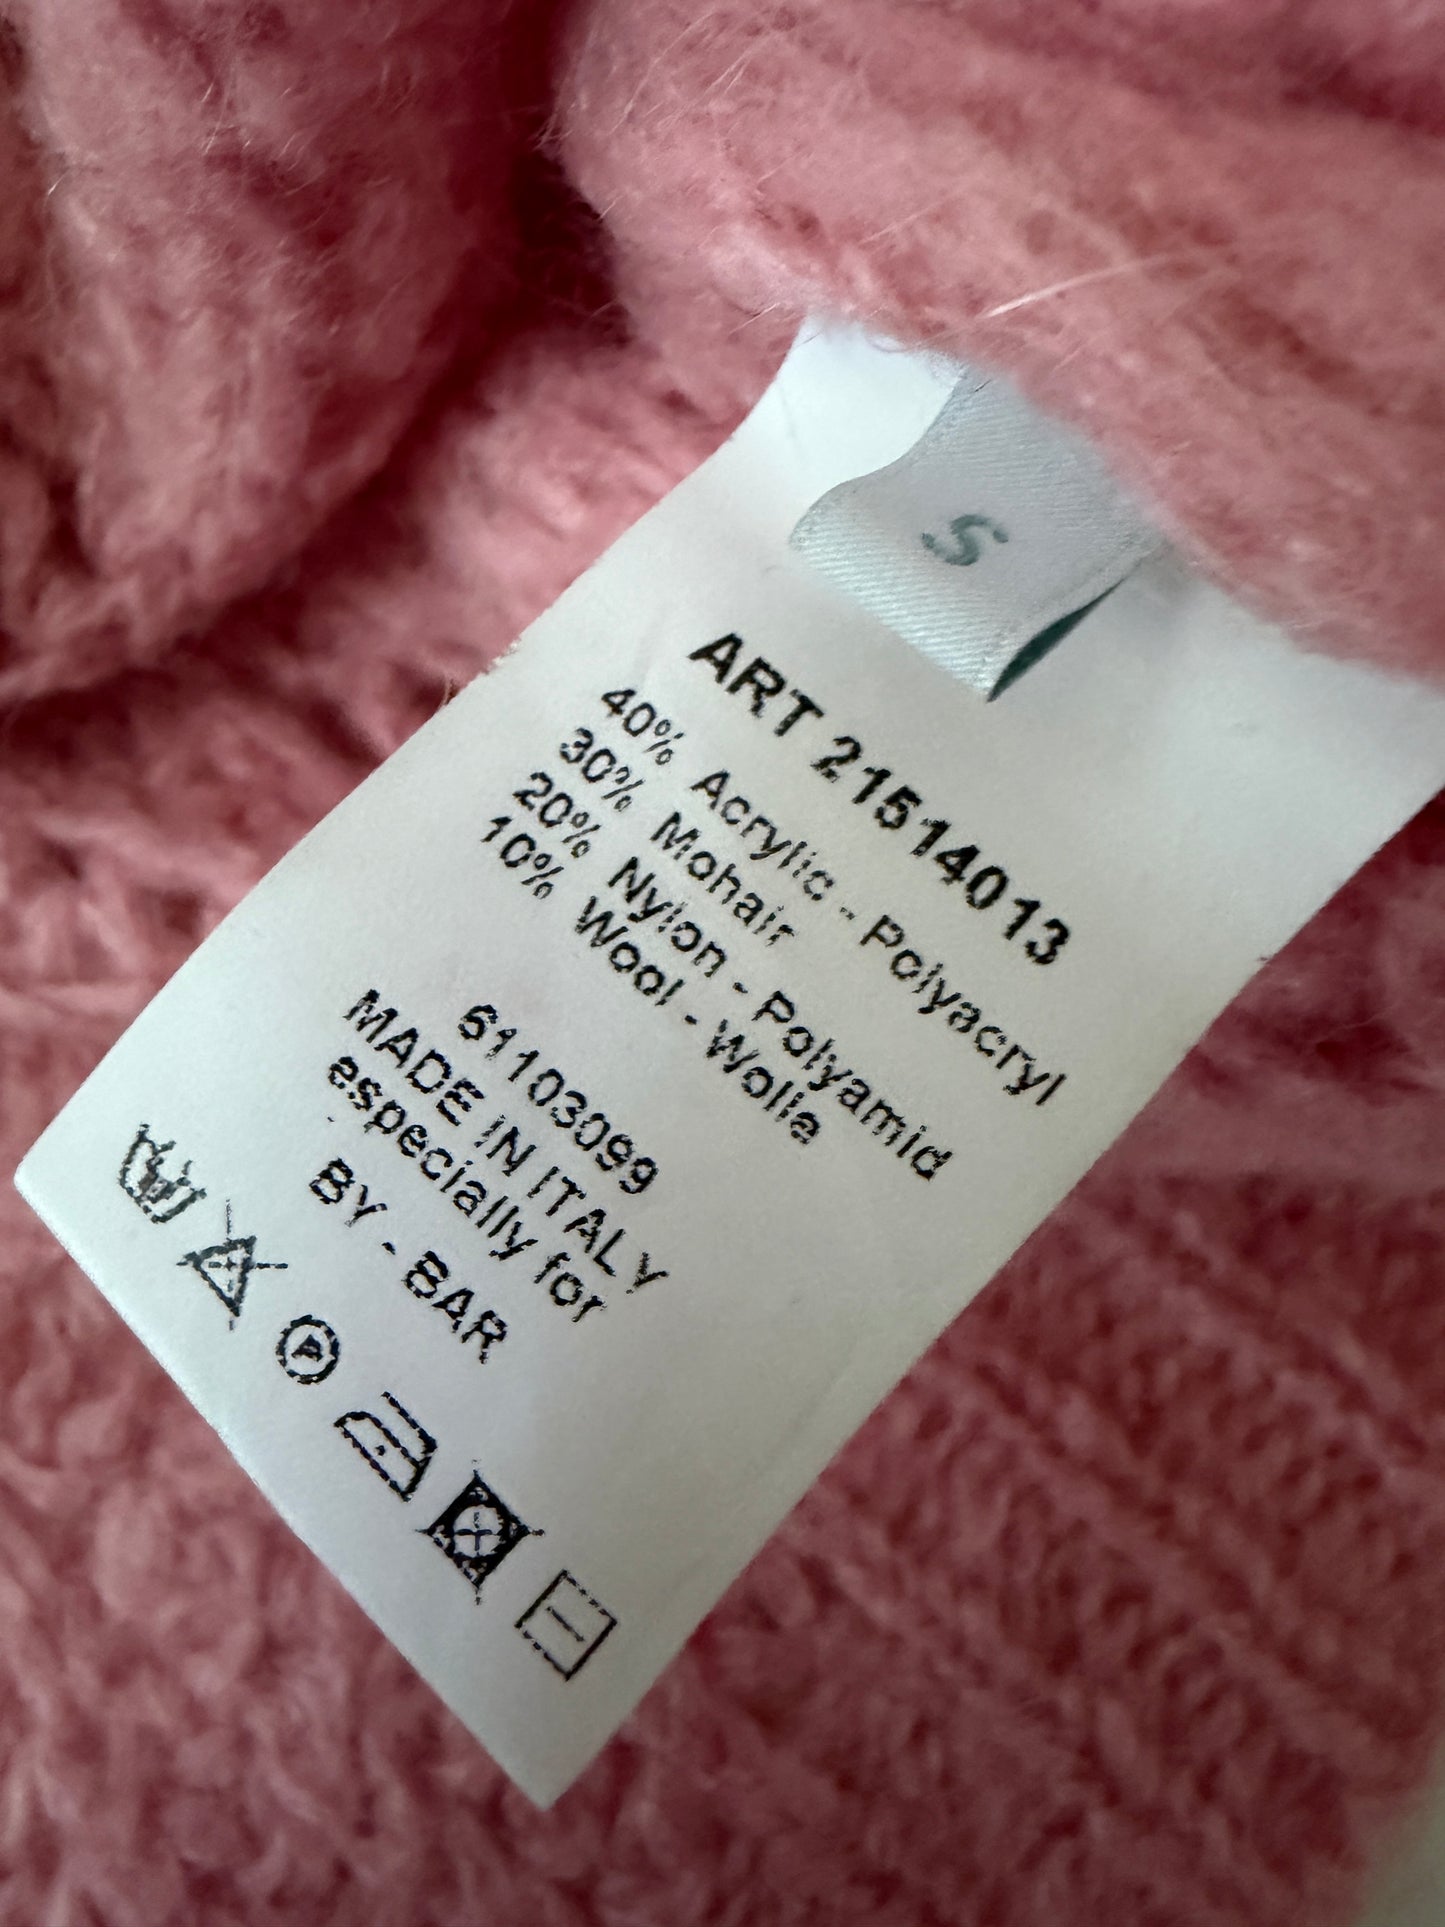 S
ART 21514013
40% Acrylic - Polyacryl
30% Mohair
20% Nylon - Polyamid
10% Wool - Wolle
61103099
MADE IN ITALY
especially for
BY - BAR
A